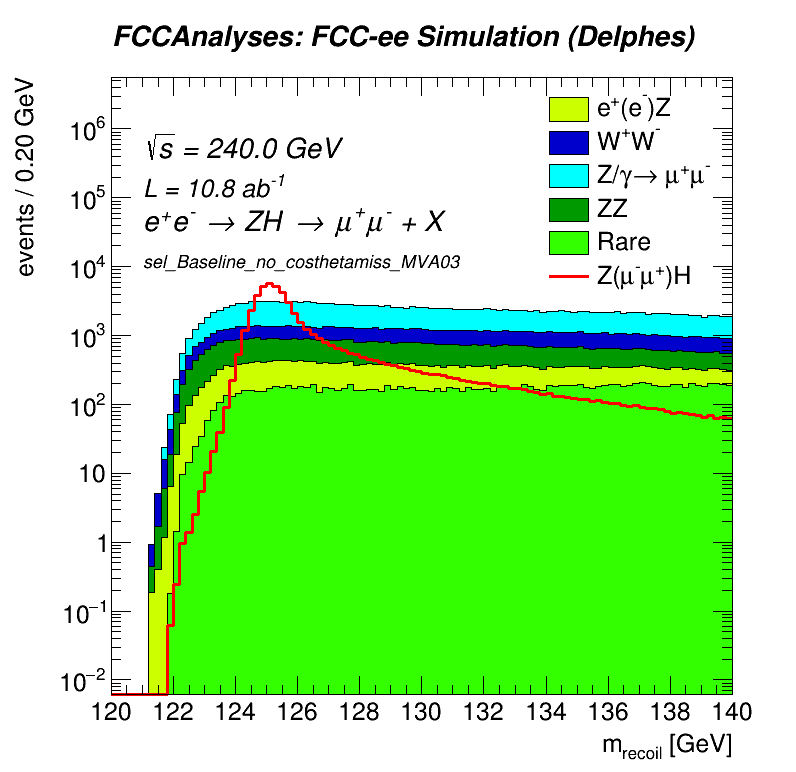 FCCAnalyses: FCC-ee Simulation (Delphes)
events / 0.20 GeV
√s = 240.0 GeV
L = 10.8 ab⁻¹
e⁺e⁻ → ZH → μ⁺μ⁻ + X
sel_Baseline_no_costhetamiss_MVA03
e⁺(e⁻)Z
W⁺W⁻
Z/γ→ μ⁺μ⁻
ZZ
Rare
Z(μ⁻μ⁺)H
10⁶
10⁵
10⁴
10³
10²
10
1
10⁻¹
10⁻²
120 122 124 126 128 130 132 134 136 138 140
m_recoil [GeV]